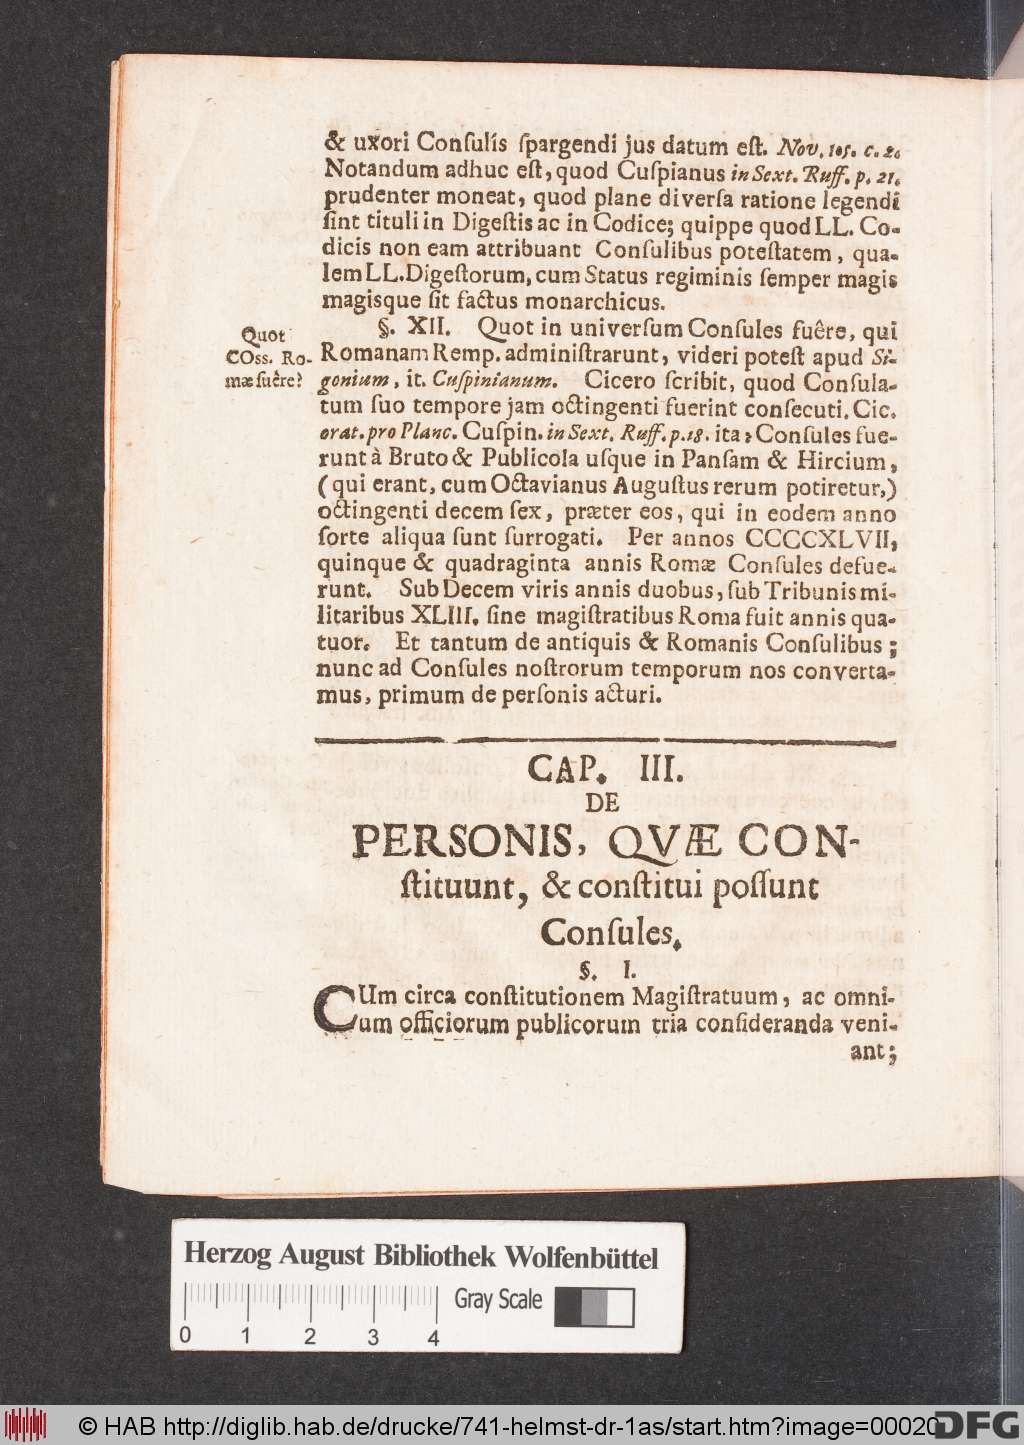 & uxori Conſulis ſpargendi jus datum eſt. Nov. 105. c. 2.
Notandum adhuc eſt, quod Cuſpianus in Sext. Ruff. p. 21.
prudenter moneat, quod plane diverſa ratione legendi
ſint tituli in Digeſtis ac in Codice; quippe quod LL. Co-
dicis non eam attribuant Conſulibus poteſtatem, qua-
lem LL. Digeſtorum, cum Status regiminis ſemper magis
magisque ſit factus monarchicus.
Quot
COss. Ro-
mæ fuêre?
§. XII. Quot in univerſum Conſules fuêre, qui
Romanam Remp. adminiſtrarunt, videri poteſt apud Si-
gonium, it. Cuſpinianum. Cicero ſcribit, quod Conſula-
tum ſuo tempore jam octingenti fuerint conſecuti. Cic.
orat. pro Planc. Cuſpin. in Sext. Ruff. p. 18. ita: Conſules fue-
runt à Bruto & Publicola usque in Panſam & Hircium,
(qui erant, cum Octavianus Auguſtus rerum potiretur,)
octingenti decem ſex, præter eos, qui in eodem anno
ſorte aliqua ſunt ſurrogati. Per annos CCCCXLVII,
quinque & quadraginta annis Romæ Conſules defue-
runt. Sub Decem viris annis duobus, ſub Tribunis mi-
litaribus XLIII. ſine magiſtratibus Roma fuit annis qua-
tuor. Et tantum de antiquis & Romanis Conſulibus;
nunc ad Conſules noſtrorum temporum nos converta-
mus, primum de perſonis acturi.
CAP. III.
DE
PERSONIS, QVÆ CON-
ſtituunt, & conſtitui poſſunt
Conſules.
§. I.
CUm circa conſtitutionem Magiſtratuum, ac omni-
um officiorum publicorum tria conſideranda veni-
ant;
Herzog August Bibliothek Wolfenbüttel
Gray Scale
0 1 2 3 4
© HAB http://diglib.hab.de/drucke/741-helmst-dr-1as/start.htm?image=00020
DFG